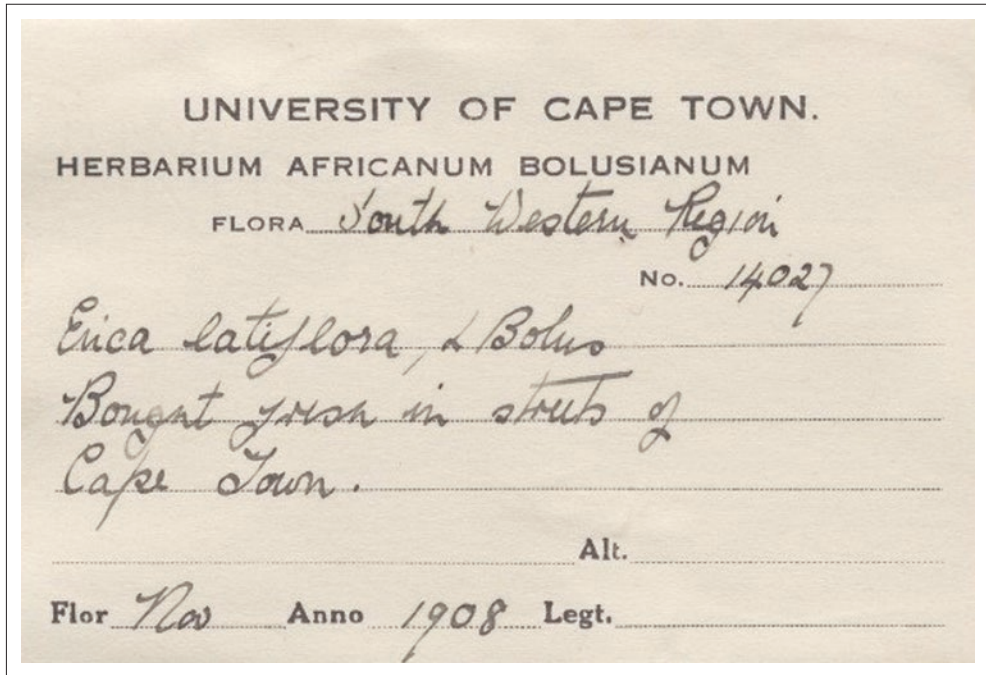 UNIVERSITY OF CAPE TOWN.
HERBARIUM AFRICANUM BOLUSIANUM
FLORA South Western Region
No. 14027
Erica latiflora, L Bolus
Bought fresh in streets of
Cape Town.
Alt.
Flor Nov Anno 1908 Legt.